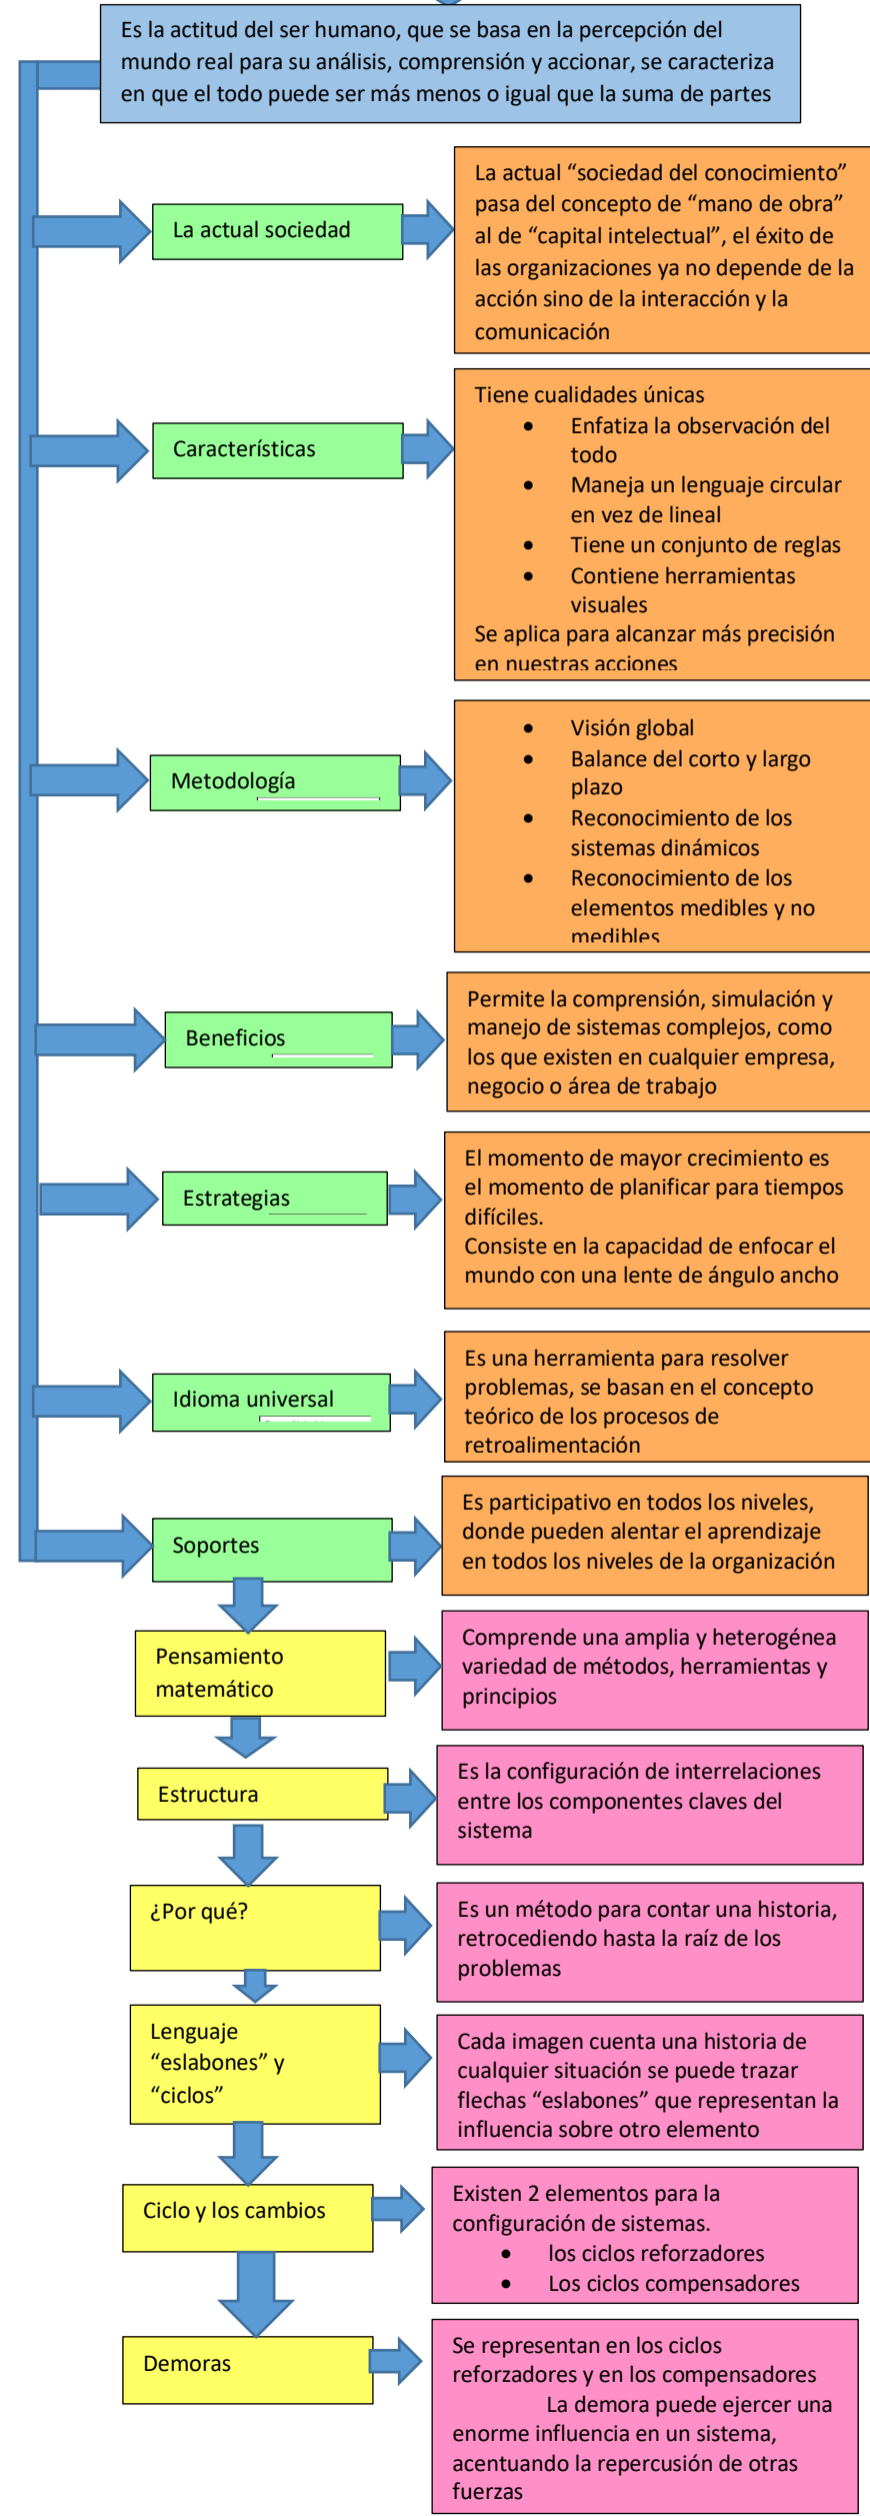 Es la actitud del ser humano, que se basa en la percepción del
mundo real para su análisis, comprensión y accionar, se caracteriza
en que el todo puede ser más menos o igual que la suma de partes
La actual sociedad
La actual “sociedad del conocimiento”
pasa del concepto de “mano de obra”
al de “capital intelectual”, el éxito de
las organizaciones ya no depende de la
acción sino de la interacción y la
comunicación
Características
Tiene cualidades únicas
• Enfatiza la observación del
todo
• Maneja un lenguaje circular
en vez de lineal
• Tiene un conjunto de reglas
• Contiene herramientas
visuales
Se aplica para alcanzar más precisión
en nuestras acciones
Metodología
• Visión global
• Balance del corto y largo
plazo
• Reconocimiento de los
sistemas dinámicos
• Reconocimiento de los
elementos medibles y no
medibles
Beneficios
Permite la comprensión, simulación y
manejo de sistemas complejos, como
los que existen en cualquier empresa,
negocio o área de trabajo
Estrategias
El momento de mayor crecimiento es
el momento de planificar para tiempos
difíciles.
Consiste en la capacidad de enfocar el
mundo con una lente de ángulo ancho
Idioma universal
Es una herramienta para resolver
problemas, se basan en el concepto
teórico de los procesos de
retroalimentación
Soportes
Es participativo en todos los niveles,
donde pueden alentar el aprendizaje
en todos los niveles de la organización
Pensamiento
matemático
Comprende una amplia y heterogénea
variedad de métodos, herramientas y
principios
Estructura
Es la configuración de interrelaciones
entre los componentes claves del
sistema
¿Por qué?
Es un método para contar una historia,
retrocediendo hasta la raíz de los
problemas
Lenguaje
“eslabones” y
“ciclos”
Cada imagen cuenta una historia de
cualquier situación se puede trazar
flechas “eslabones” que representan la
influencia sobre otro elemento
Ciclo y los cambios
Existen 2 elementos para la
configuración de sistemas.
• los ciclos reforzadores
• Los ciclos compensadores
Demoras
Se representan en los ciclos
reforzadores y en los compensadores
La demora puede ejercer una
enorme influencia en un sistema,
acentuando la repercusión de otras
fuerzas